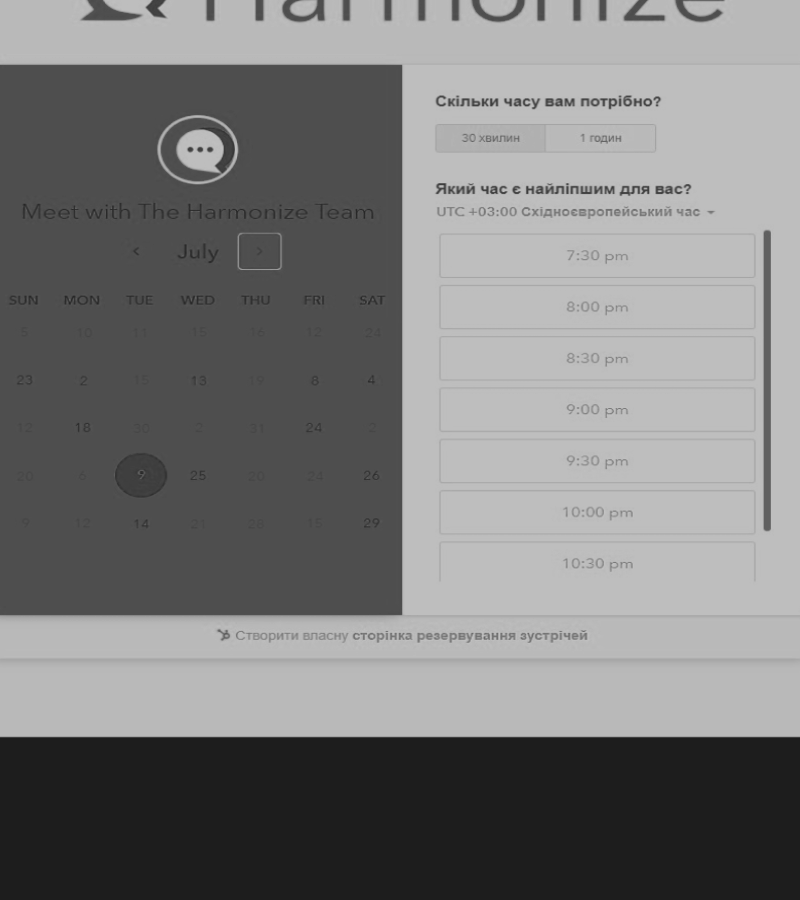 Harmonize
Meet with The Harmonize Team
July
SUN MON TUE WED THU FRI SAT
5 10 11 15 16 12 24
23 2 15 13 19 8 4
12 18 30 2 31 24 2
20 6 9 25 20 24 26
9 12 14 21 28 15 29
Скільки часу вам потрібно?
30 хвилин 1 годин
Який час є найліпшим для вас?
UTC +03:00 Східноєвропейський час
7:30 pm
8:00 pm
8:30 pm
9:00 pm
9:30 pm
10:00 pm
10:30 pm
Створити власну сторінка резервування зустрічей